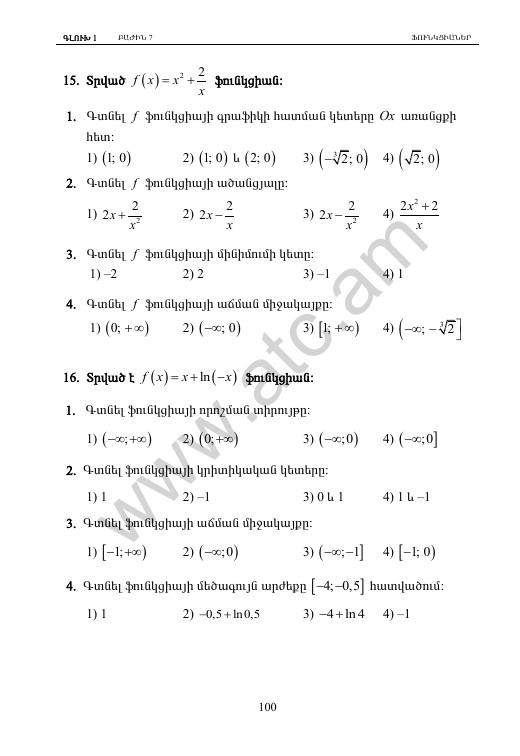 ԳԼՈՒԽ 1 ԲԱԺԻՆ 7 ՖՈՒՆԿՑԻԱՆԵՐ
15. Տրված f(x) = x² + 2/x ֆունկցիան:
1. Գտնել f ֆունկցիայի գրաֆիկի հատման կետերը Ox առանցքի
հետ:
1) (1; 0) 2) (1; 0) և (2; 0) 3) (−∛2; 0) 4) (√2; 0)
2. Գտնել f ֆունկցիայի ածանցյալը:
1) 2x + 2/x² 2) 2x − 2/x 3) 2x − 2/x² 4) (2x² + 2)/x
3. Գտնել f ֆունկցիայի մինիմումի կետը:
1) –2 2) 2 3) –1 4) 1
4. Գտնել f ֆունկցիայի աճման միջակայքը:
1) (0; +∞) 2) (−∞; 0) 3) [1; +∞) 4) (−∞; −∛2]
16. Տրված է f(x) = x + ln(−x) ֆունկցիան:
1. Գտնել ֆունկցիայի որոշման տիրույթը:
1) (−∞;+∞) 2) (0;+∞) 3) (−∞;0) 4) (−∞;0]
2. Գտնել ֆունկցիայի կրիտիկական կետերը:
1) 1 2) –1 3) 0 և 1 4) 1 և –1
3. Գտնել ֆունկցիայի աճման միջակայքը:
1) [−1;+∞) 2) (−∞;0) 3) (−∞;−1] 4) [−1; 0)
4. Գտնել ֆունկցիայի մեծագույն արժեքը [−4;−0,5] հատվածում:
1) 1 2) −0,5 + ln0,5 3) −4 + ln4 4) –1
www.atc.am
100